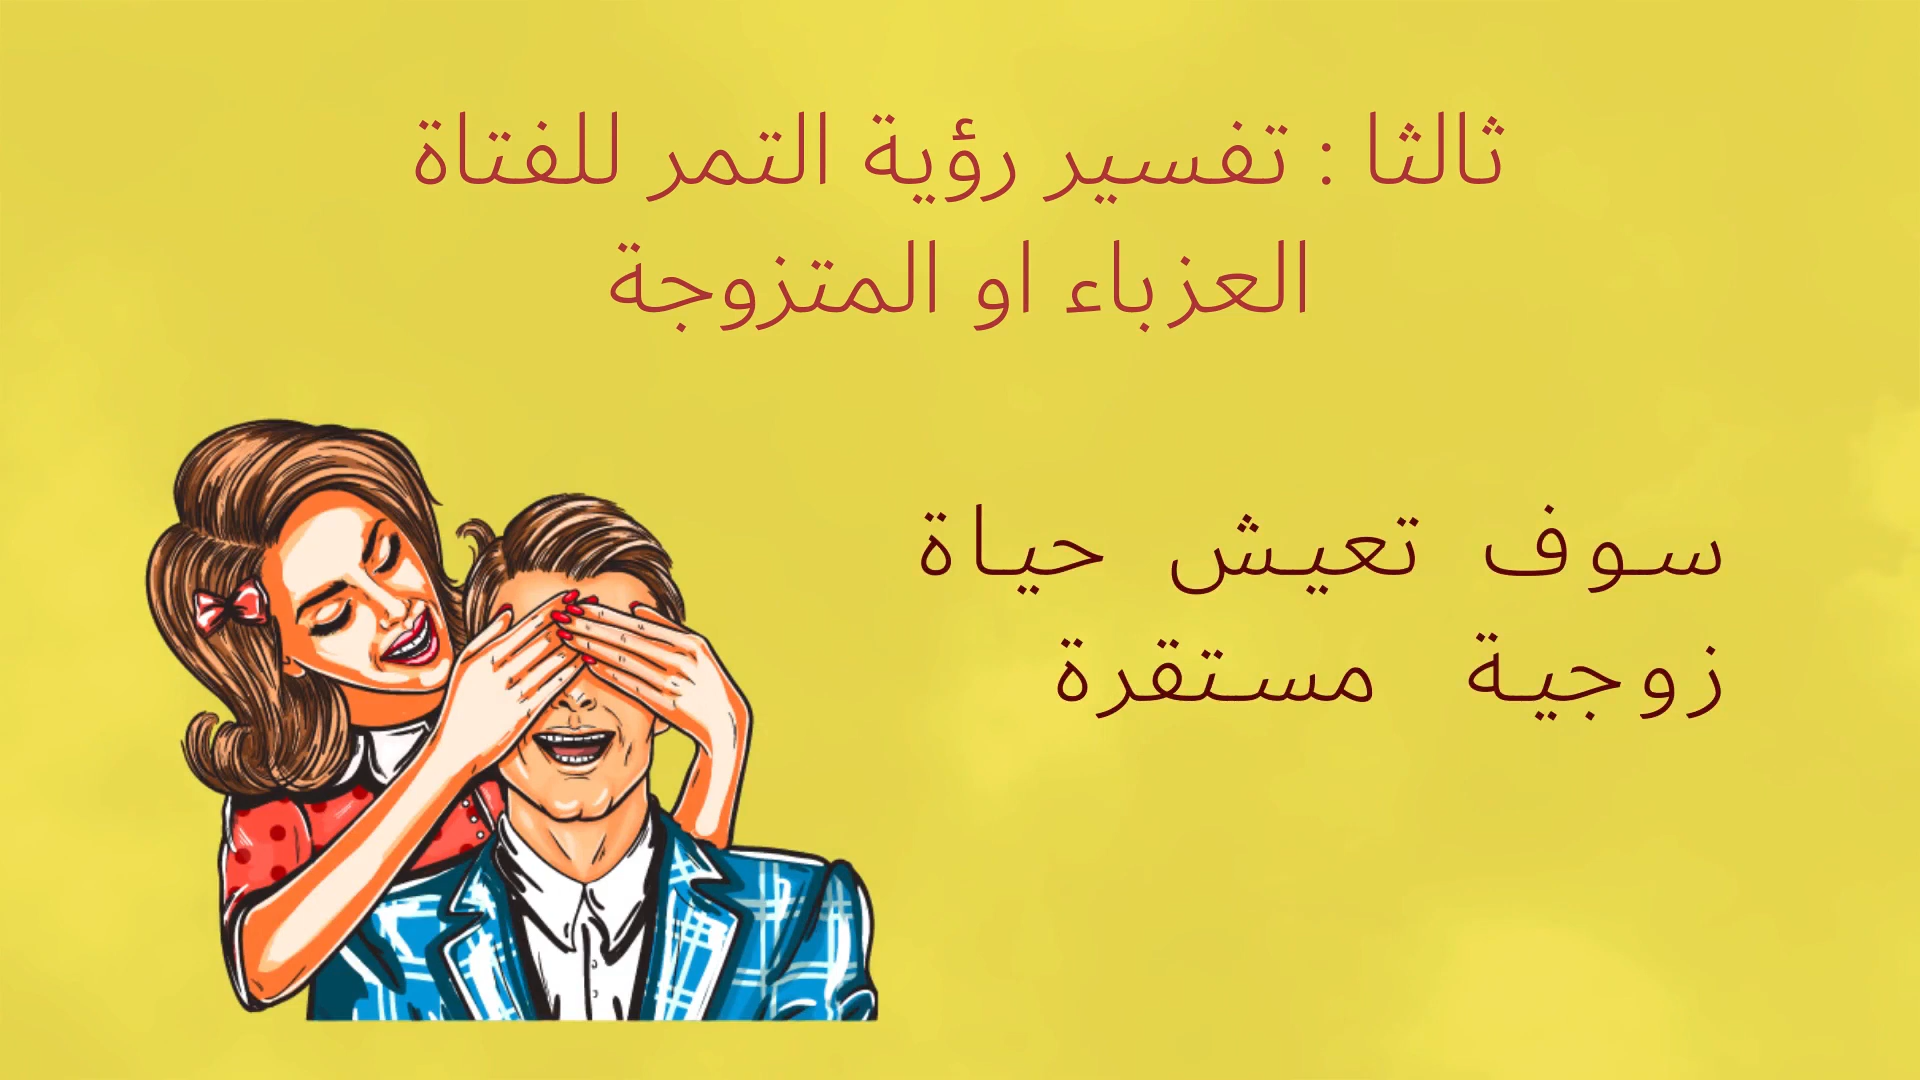 ثالثا : تفسير رؤية التمر للفتاة
العزباء او المتزوجة
سوف تعيش حياة
زوجية مستقرة